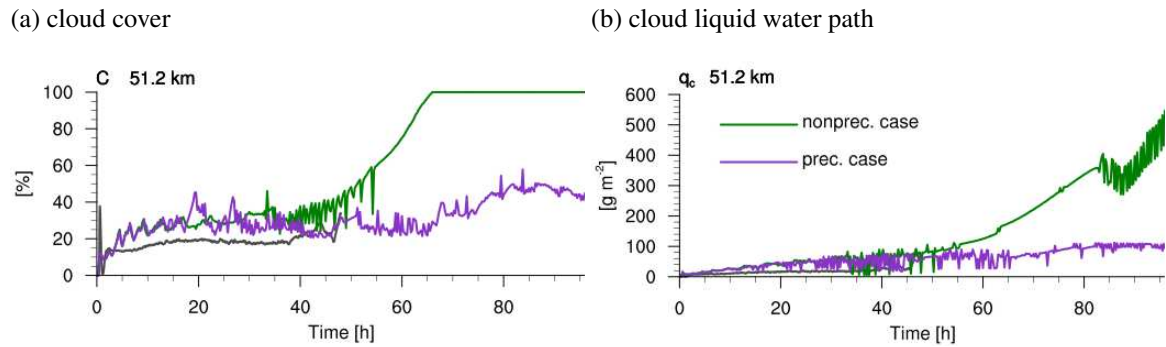 (a) cloud cover
C 51.2 km
100
80
60
40
20
0
[%]
0 20 40 60 80
Time [h]
(b) cloud liquid water path
qc 51.2 km
600
500
400
300
200
100
0
[g m-2]
nonprec. case
prec. case
0 20 40 60 80
Time [h]